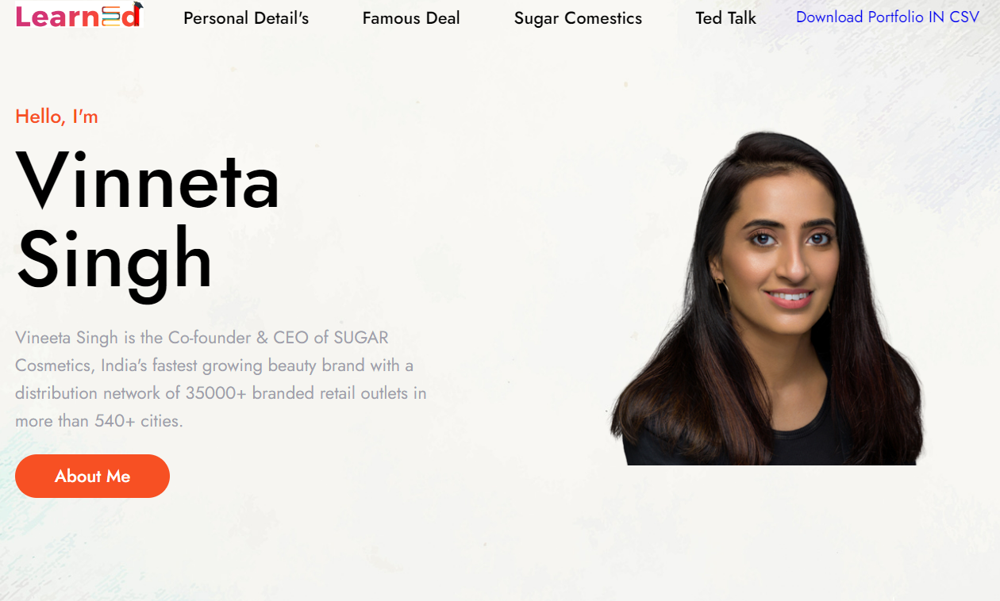 LearnEd
Personal Detail's
Famous Deal
Sugar Comestics
Ted Talk
Download Portfolio IN CSV
Hello, I'm
Vinneta
Singh
Vineeta Singh is the Co-founder & CEO of SUGAR
Cosmetics, India's fastest growing beauty brand with a
distribution network of 35000+ branded retail outlets in
more than 540+ cities.
About Me